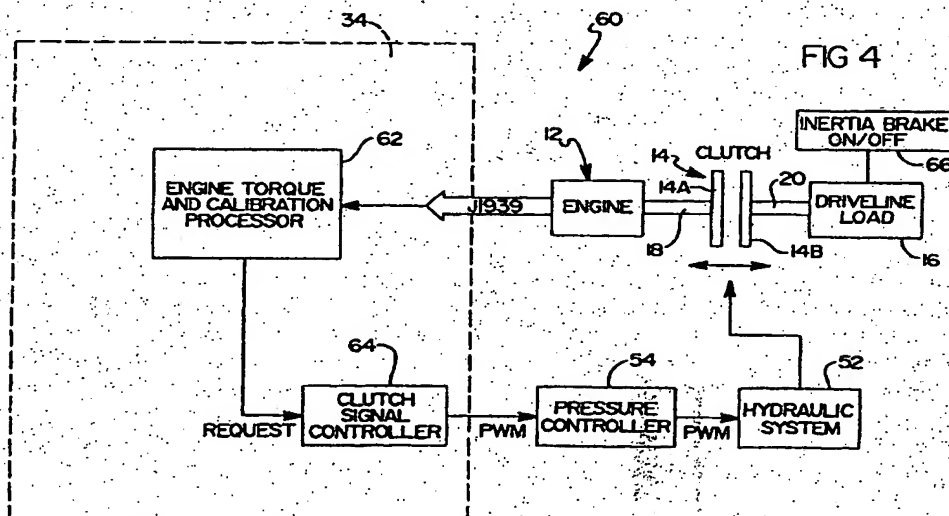 34
60
FIG 4
62
ENGINE TORQUE
AND CALIBRATION
PROCESSOR
J1939
12
ENGINE
14
CLUTCH
14A
18
20
14B
INERTIA BRAKE
ON/OFF
66
DRIVELINE
LOAD
16
REQUEST
64
CLUTCH
SIGNAL
CONTROLLER
PWM
54
PRESSURE
CONTROLLER
PWM
52
HYDRAULIC
SYSTEM